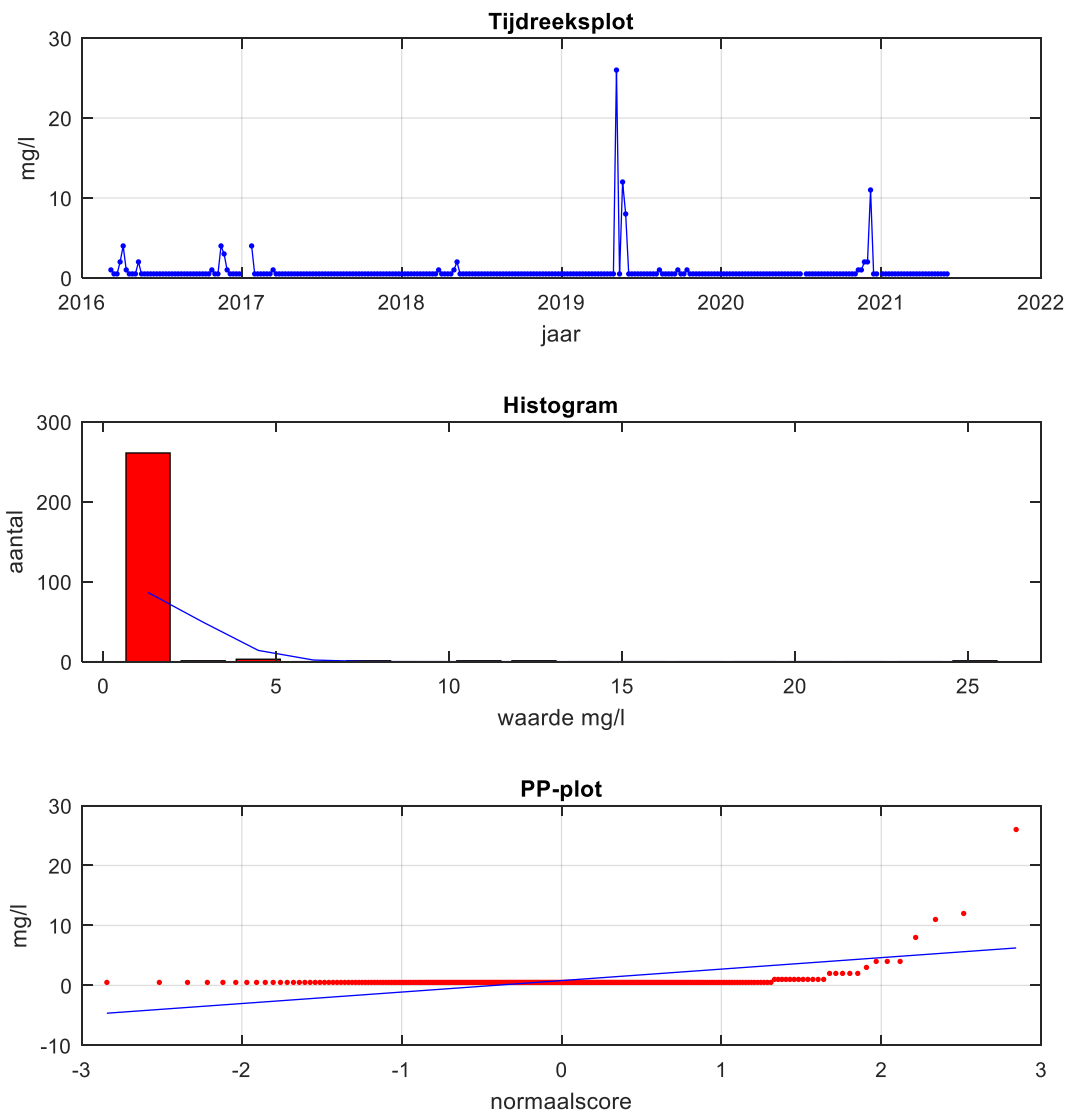 Tijdreeksplot
30
20
10
0
mg/l
2016 2017 2018 2019 2020 2021 2022
jaar
Histogram
300
200
100
0
aantal
0 5 10 15 20 25
waarde mg/l
PP-plot
30
20
10
0
-10
mg/l
-3 -2 -1 0 1 2 3
normaalscore